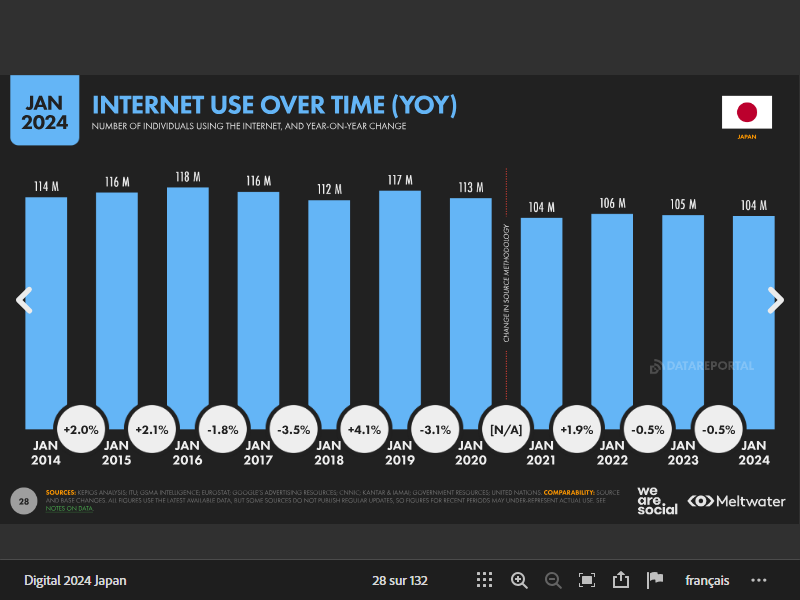 JAN
2024
INTERNET USE OVER TIME (YOY)
NUMBER OF INDIVIDUALS USING THE INTERNET, AND YEAR-ON-YEAR CHANGE
JAPAN
114 M
116 M
118 M
116 M
112 M
117 M
113 M
104 M
106 M
105 M
104 M
CHANGE IN SOURCE METHODOLOGY
DATAREPORTAL
+2.0%
+2.1%
-1.8%
-3.5%
+4.1%
-3.1%
[N/A]
+1.9%
-0.5%
-0.5%
JAN
2014
JAN
2015
JAN
2016
JAN
2017
JAN
2018
JAN
2019
JAN
2020
JAN
2021
JAN
2022
JAN
2023
JAN
2024
28
SOURCES: KEPIOS ANALYSIS; ITU; GSMA INTELLIGENCE; EUROSTAT; GOOGLE'S ADVERTISING RESOURCES; CNNIC; KANTAR & IAMAI; GOVERNMENT RESOURCES; UNITED NATIONS. COMPARABILITY: SOURCE
AND BASE CHANGES. ALL FIGURES USE THE LATEST AVAILABLE DATA, BUT SOME SOURCES DO NOT PUBLISH REGULAR UPDATES, SO FIGURES FOR RECENT PERIODS MAY UNDER-REPRESENT ACTUAL USE. SEE
NOTES ON DATA.
we
are.
social
Meltwater
Digital 2024 Japan
28 sur 132
français